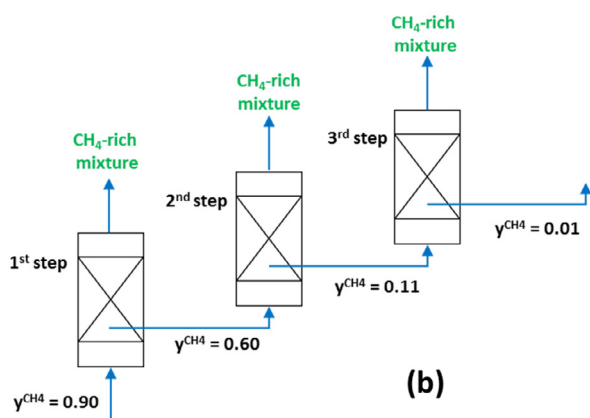 CH₄-rich
mixture
3ʳᵈ step
CH₄-rich
mixture
2ⁿᵈ step
yᶜᴴ⁴ = 0.01
CH₄-rich
mixture
1ˢᵗ step
yᶜᴴ⁴ = 0.11
yᶜᴴ⁴ = 0.60
yᶜᴴ⁴ = 0.90
(b)